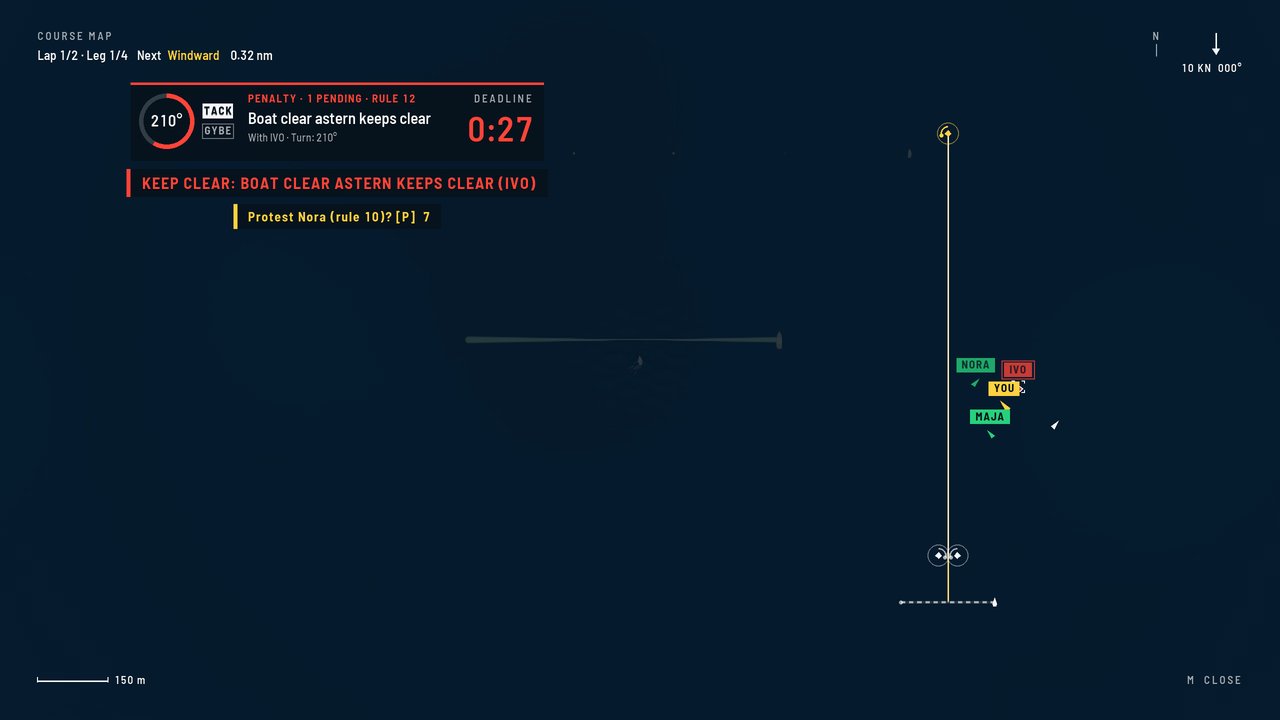 COURSE MAP
Lap 1/2 · Leg 1/4 Next Windward 0.32 nm
N
10 KN 000°
210°
TACK
GYBE
PENALTY · 1 PENDING · RULE 12
Boat clear astern keeps clear
With IVO · Turn: 210°
DEADLINE
0:27
KEEP CLEAR: BOAT CLEAR ASTERN KEEPS CLEAR (IVO)
Protest Nora (rule 10)? [P] 7
NORA
IVO
YOU
MAJA
150 m
M CLOSE